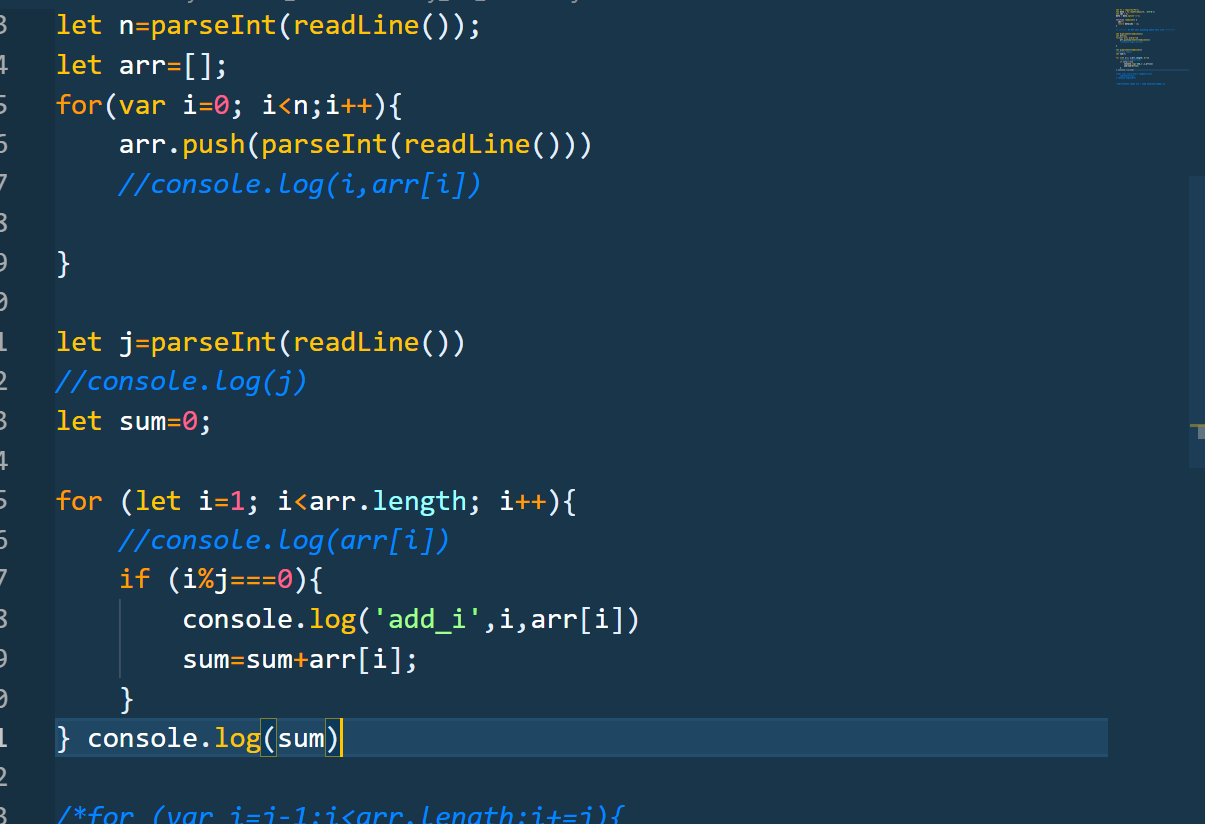 3 let n=parseInt(readLine());
4 let arr=[];
5 for(var i=0; i<n;i++){
6     arr.push(parseInt(readLine()))
7     //console.log(i,arr[i])
8
9 }
0
1 let j=parseInt(readLine())
2 //console.log(j)
3 let sum=0;
4
5 for (let i=1; i<arr.length; i++){
6     //console.log(arr[i])
7     if (i%j===0){
8         console.log('add_i',i,arr[i])
9         sum=sum+arr[i];
0     }
1 } console.log(sum)
2
3 /*for (var i=j-1;i<arr.length;i+=j){